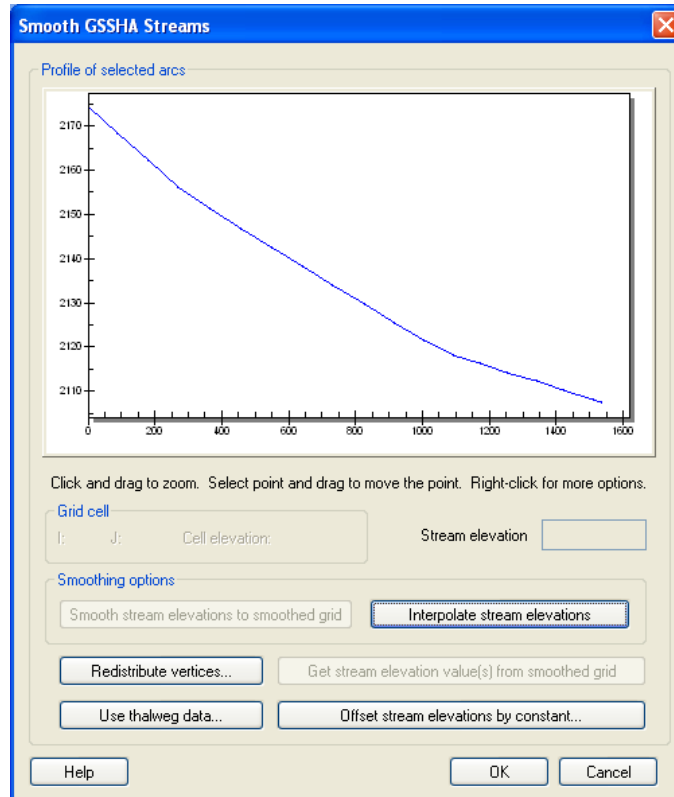 Smooth GSSHA Streams
Profile of selected arcs
2170
2160
2150
2140
2130
2120
2110
0 200 400 600 800 1000 1200 1400 1600
Click and drag to zoom. Select point and drag to move the point. Right-click for more options.
Grid cell
I: J: Cell elevation: Stream elevation
Smoothing options
Smooth stream elevations to smoothed grid Interpolate stream elevations
Redistribute vertices... Get stream elevation value(s) from smoothed grid
Use thalweg data... Offset stream elevations by constant...
Help OK Cancel